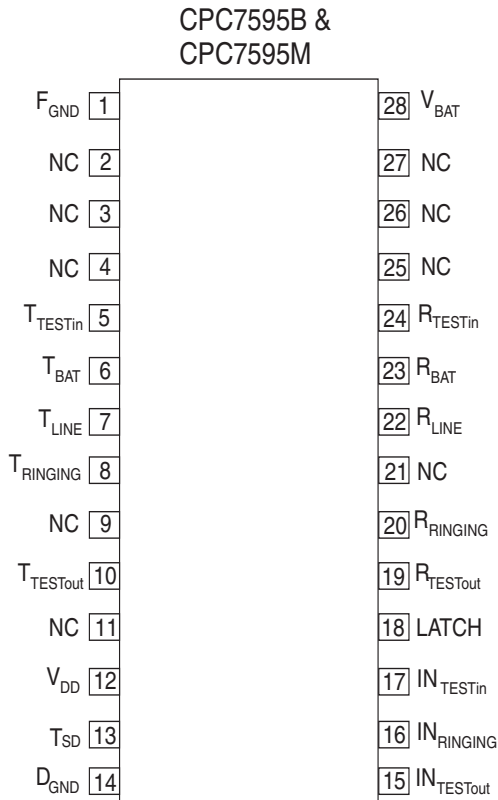 CPC7595B &
CPC7595M
F_GND 1 28 V_BAT
NC 2 27 NC
NC 3 26 NC
NC 4 25 NC
T_TESTin 5 24 R_TESTin
T_BAT 6 23 R_BAT
T_LINE 7 22 R_LINE
T_RINGING 8 21 NC
NC 9 20 R_RINGING
T_TESTout 10 19 R_TESTout
NC 11 18 LATCH
V_DD 12 17 IN_TESTin
T_SD 13 16 IN_RINGING
D_GND 14 15 IN_TESTout